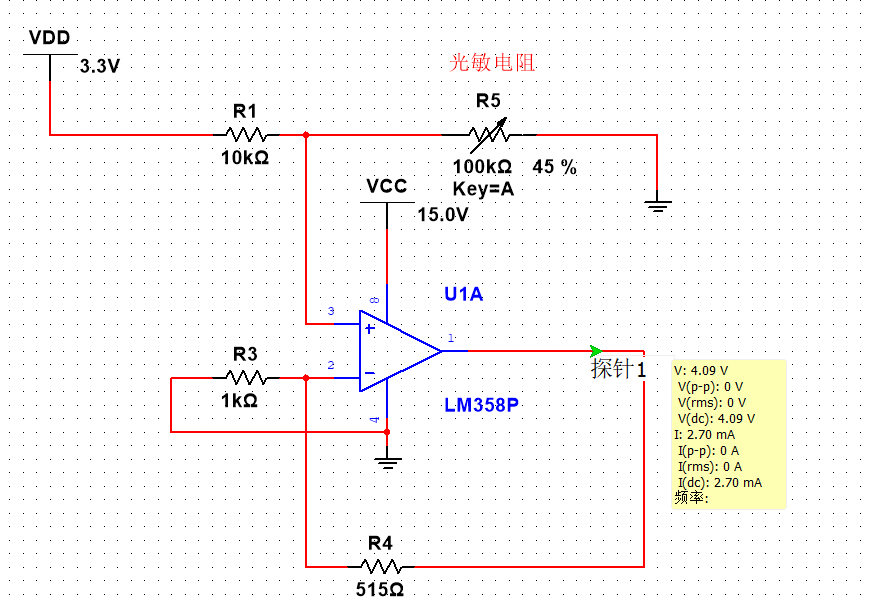 VDD
3.3V
光敏电阻
R1
10kΩ
R5
100kΩ 45 %
Key=A
VCC
15.0V
U1A
3
8
1
2
4
LM358P
R3
1kΩ
探针1
V: 4.09 V
V(p-p): 0 V
V(rms): 0 V
V(dc): 4.09 V
I: 2.70 mA
I(p-p): 0 A
I(rms): 0 A
I(dc): 2.70 mA
频率:
R4
515Ω